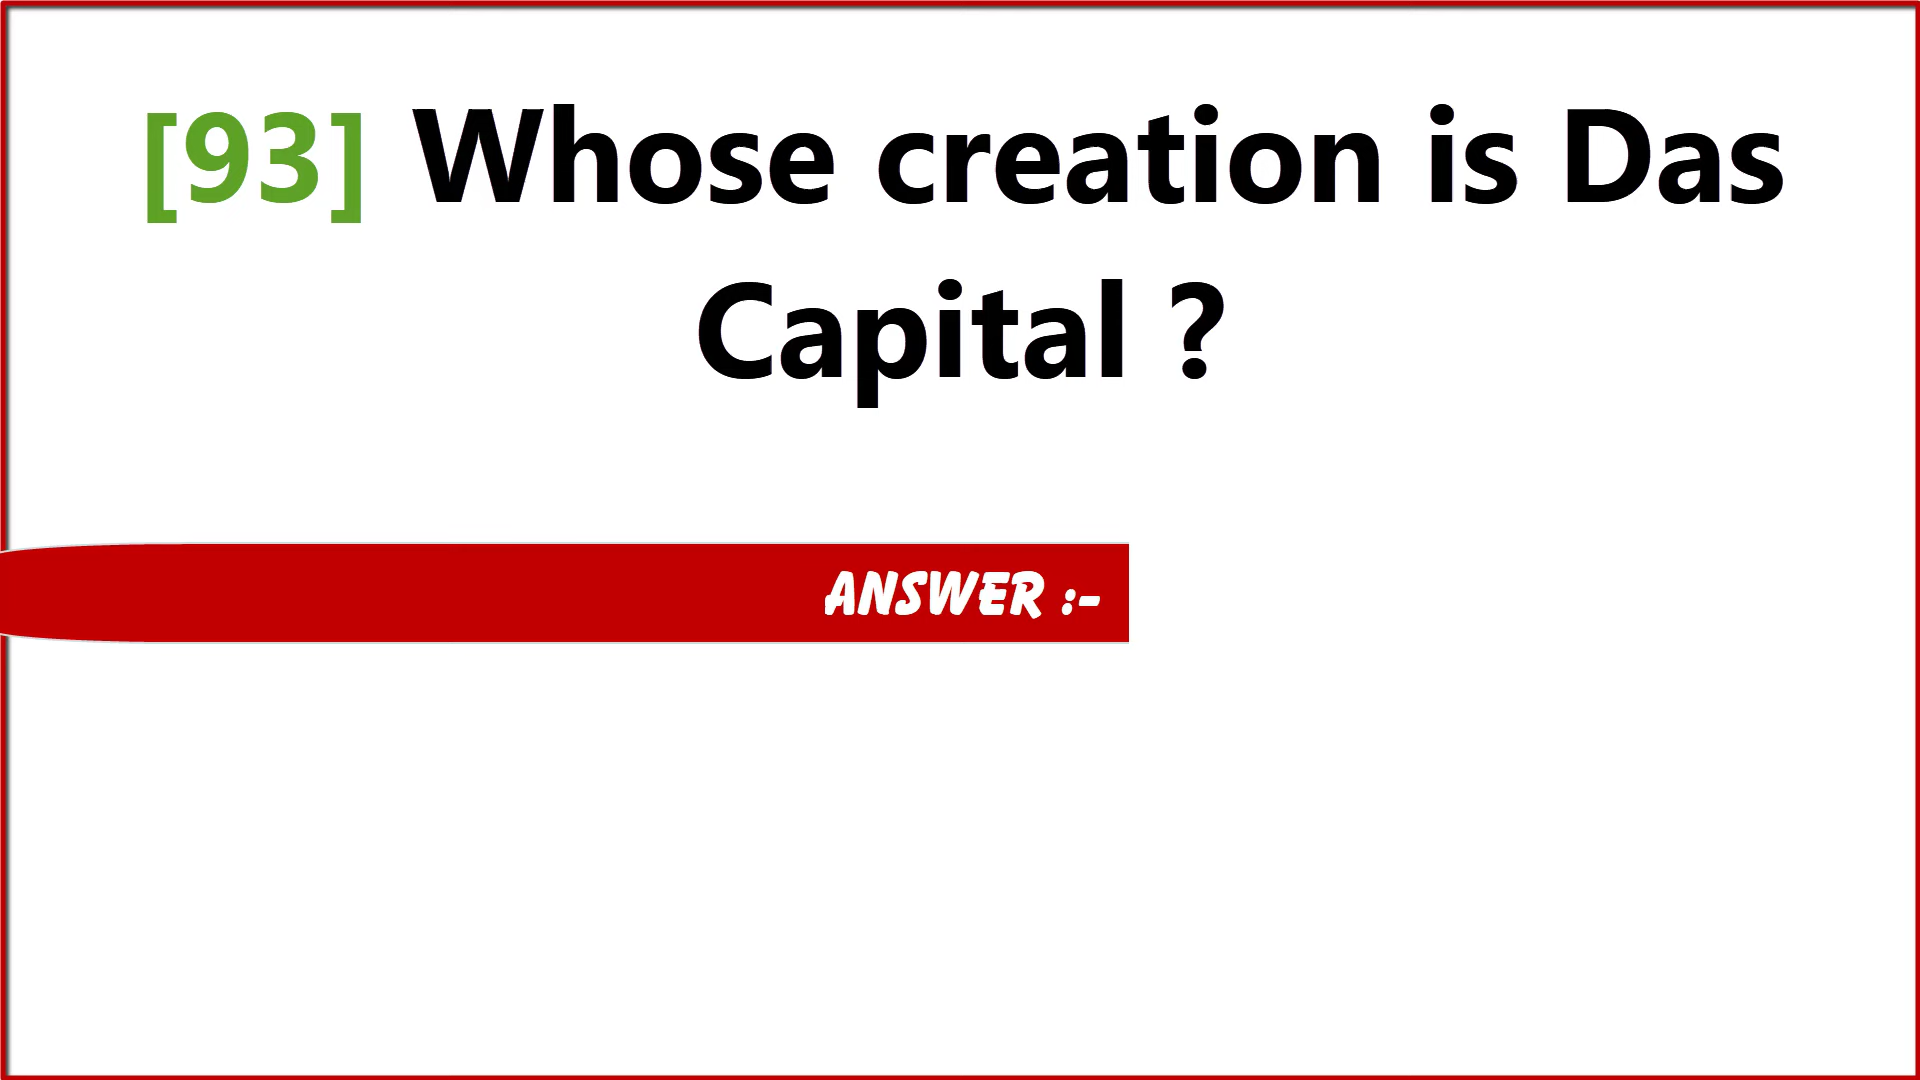 [93] Whose creation is Das
Capital ?
ANSWER :-